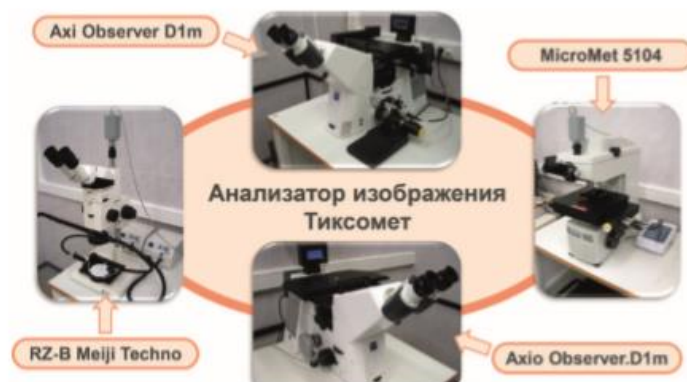 Axi Observer D1m
MicroMet 5104
Анализатор изображения
Тиксомет
RZ-B Meiji Techno
Axio Observer.D1m